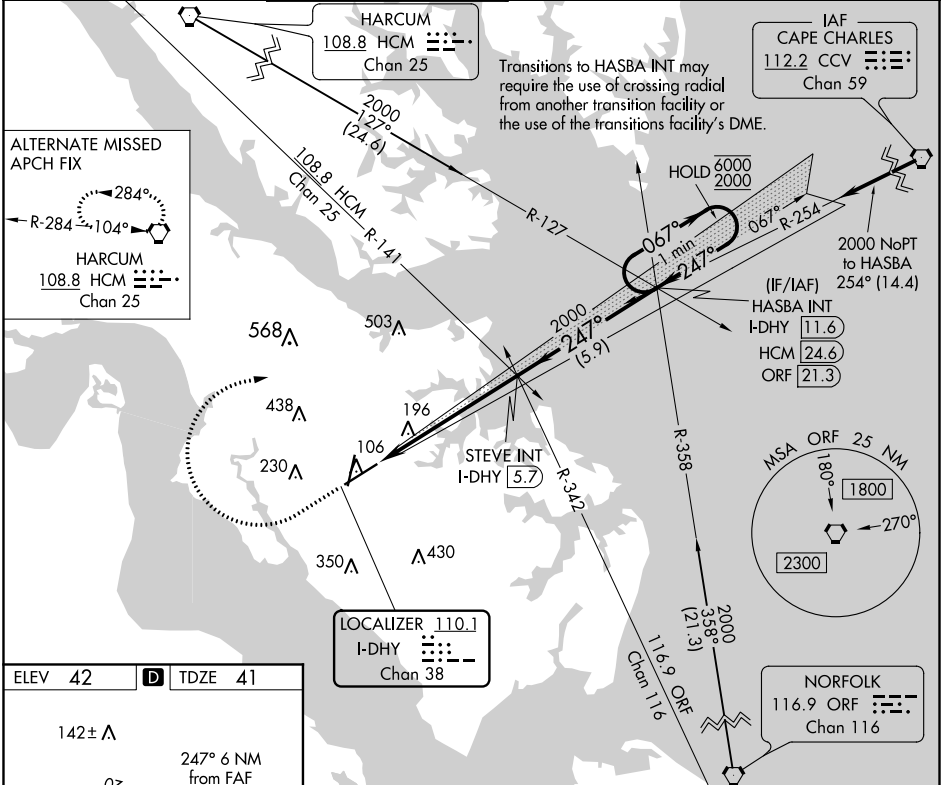 HARCUM
108.8 HCM
Chan 25
Transitions to HASBA INT may
require the use of crossing radial
from another transition facility or
the use of the transitions facility's DME.
IAF
CAPE CHARLES
112.2 CCV
Chan 59
ALTERNATE MISSED
APCH FIX
284°
R-284
104°
HARCUM
108.8 HCM
Chan 25
2000
127°
(24.6)
108.8 HCM
Chan 25
R-141
R-127
HOLD 6000
2000
067°
1 min
247°
067°
R-254
2000 NoPT
to HASBA
254° (14.4)
(IF/IAF)
HASBA INT
I-DHY 11.6
HCM 24.6
ORF 21.3
2000
247°
(5.9)
568
503
438
196
106
230
STEVE INT
I-DHY 5.7
R-342
R-358
MSA ORF 25 NM
180°
1800
270°
2300
350
430
LOCALIZER 110.1
I-DHY
Chan 38
2000
358°
(21.3)
116.9 ORF
Chan 116
NORFOLK
116.9 ORF
Chan 116
ELEV 42
D
TDZE 41
142±
247° 6 NM
from FAF